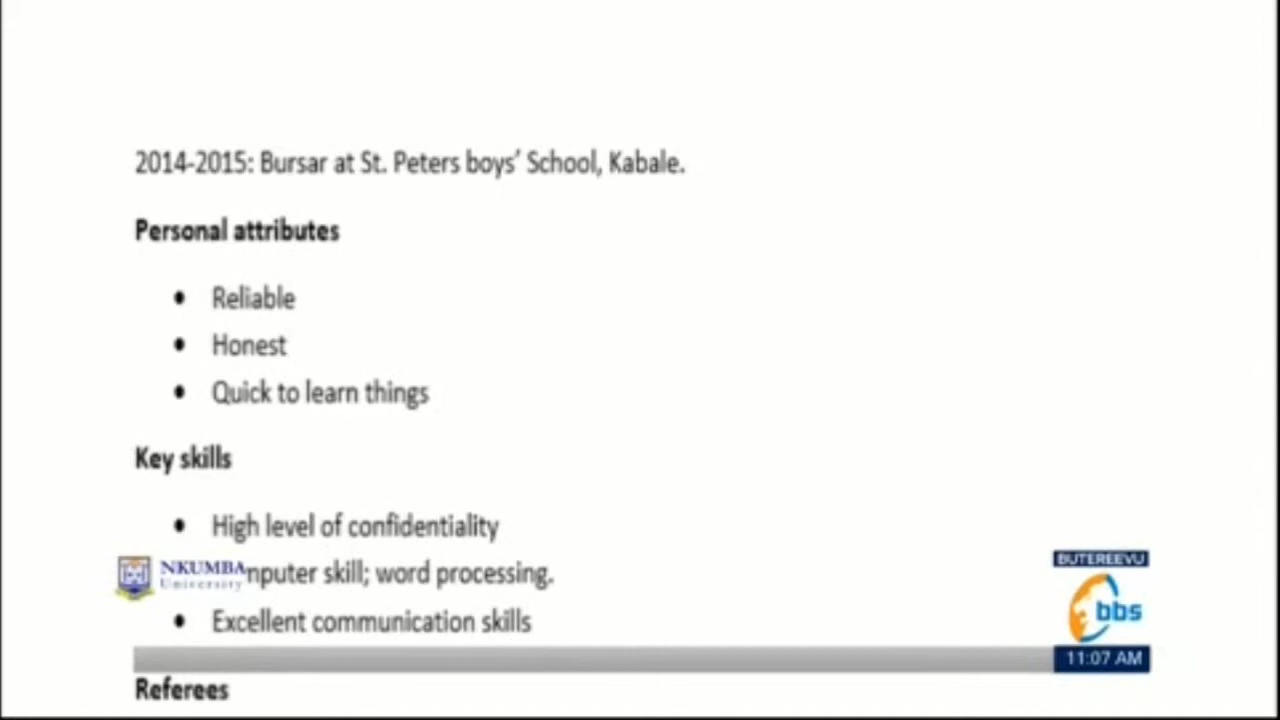 2014-2015: Bursar at St. Peters boys' School, Kabale.
Personal attributes
• Reliable
• Honest
• Quick to learn things
Key skills
• High level of confidentiality
NKUMBA
University
mputer skill; word processing.
• Excellent communication skills
BUTEREEVU
bbs
11:07 AM
Referees